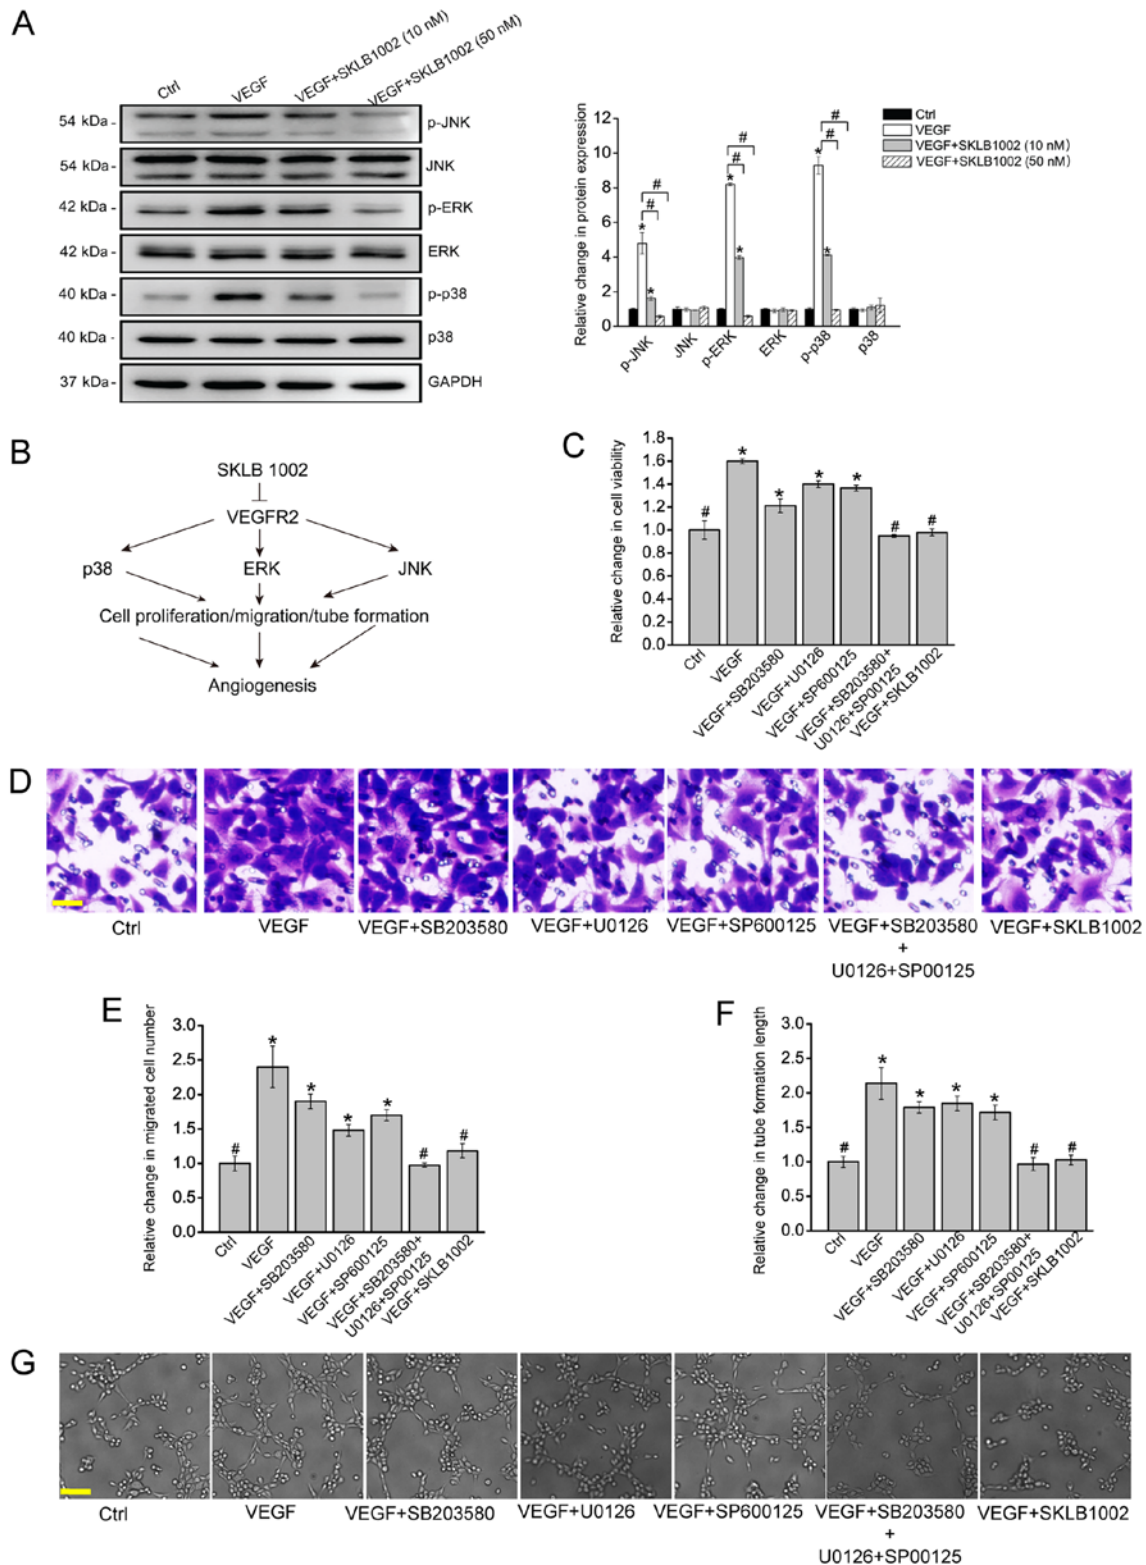 A
Ctrl
VEGF
VEGF+SKLB1002 (10 nM)
VEGF+SKLB1002 (50 nM)
54 kDa -
p-JNK
54 kDa -
JNK
42 kDa -
p-ERK
42 kDa -
ERK
40 kDa -
p-p38
40 kDa -
p38
37 kDa -
GAPDH
Relative change in protein expression
12
10
8
6
4
2
0
Ctrl
VEGF
VEGF+SKLB1002 (10 nM)
VEGF+SKLB1002 (50 nM)
# # * *
# # * *
# # * *
p-JNK
JNK
p-ERK
ERK
p-p38
p38
B
SKLB 1002
VEGFR2
p38
ERK
JNK
Cell proliferation/migration/tube formation
Angiogenesis
C
Relative change in cell viability
1.8
1.6
1.4
1.2
1.0
0.8
0.6
0.4
0.2
0.0
# * * * * # #
Ctrl
VEGF
VEGF+SB203580
VEGF+U0126
VEGF+SP600125
VEGF+SB203580+
U0126+SP00125
VEGF+SKLB1002
D
Ctrl
VEGF
VEGF+SB203580
VEGF+U0126
VEGF+SP600125
VEGF+SB203580
+
U0126+SP00125
VEGF+SKLB1002
E
Relative change in migrated cell number
3.0
2.5
2.0
1.5
1.0
0.5
0.0
# * * * * # #
Ctrl
VEGF
VEGF+SB203580
VEGF+U0126
VEGF+SP600125
VEGF+SB203580+
U0126+SP00125
VEGF+SKLB1002
F
Relative change in tube formation length
3.0
2.5
2.0
1.5
1.0
0.5
0.0
# * * * * # #
Ctrl
VEGF
VEGF+SB203580
VEGF+U0126
VEGF+SP600125
VEGF+SB203580+
U0126+SP00125
VEGF+SKLB1002
G
Ctrl
VEGF
VEGF+SB203580
VEGF+U0126
VEGF+SP600125
VEGF+SB203580
+
U0126+SP00125
VEGF+SKLB1002